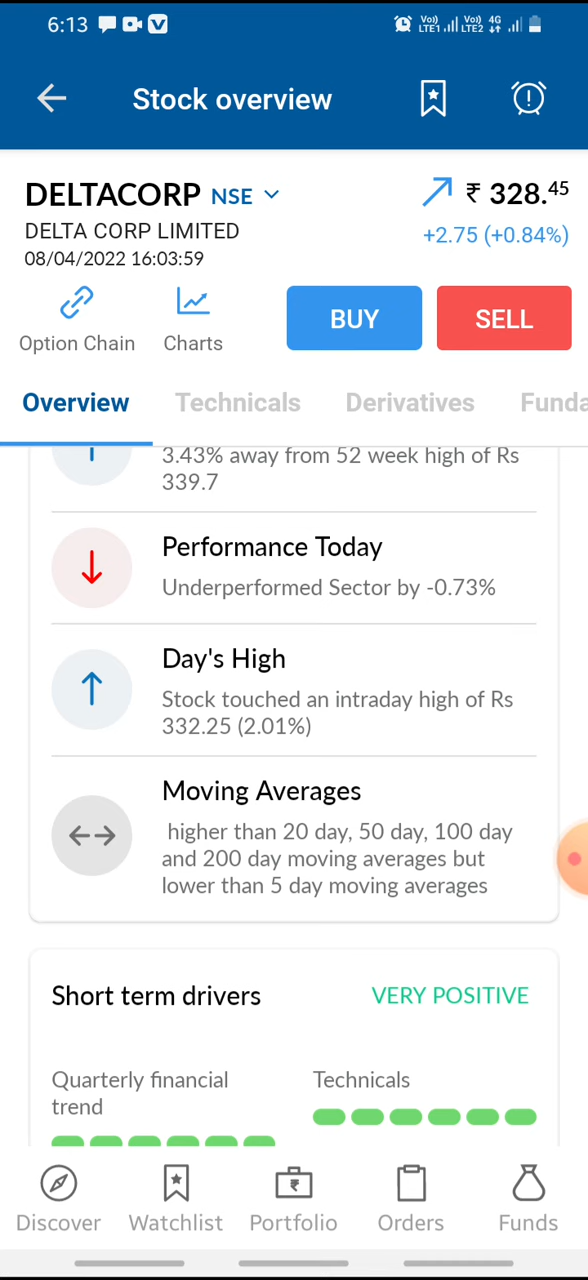 6:13
VoI) LTE1 VoI) LTE2 4G
Stock overview
DELTACORP NSE
₹ 328.45
DELTA CORP LIMITED
+2.75 (+0.84%)
08/04/2022 16:03:59
Option Chain
Charts
BUY
SELL
Overview Technicals Derivatives Funda
3.43% away from 52 week high of Rs
339.7
Performance Today
Underperformed Sector by -0.73%
Day's High
Stock touched an intraday high of Rs
332.25 (2.01%)
Moving Averages
higher than 20 day, 50 day, 100 day
and 200 day moving averages but
lower than 5 day moving averages
Short term drivers
VERY POSITIVE
Quarterly financial
trend
Technicals
Discover Watchlist Portfolio Orders Funds